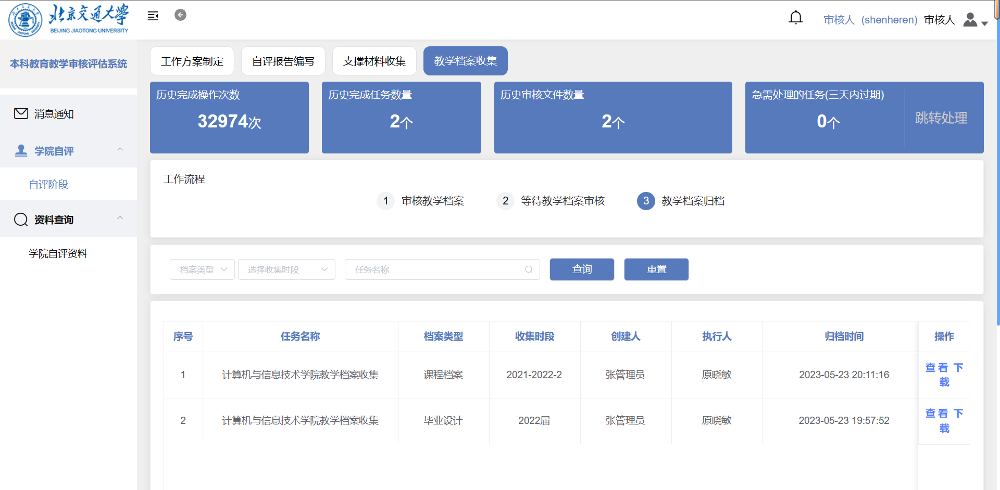 北京交通大学
BEIJING JIAOTONG UNIVERSITY
审核人 (shenheren) 审核人
本科教育教学审核评估系统
消息通知
学院自评
自评阶段
资料查询
学院自评资料
工作方案制定 自评报告编写 支撑材料收集 教学档案收集
历史完成操作次数
32974次
历史完成任务数量
2个
历史审核文件数量
2个
急需处理的任务(三天内过期)
0个
跳转处理
工作流程
1 审核教学档案 2 等待教学档案审核 3 教学档案归档
档案类型 选择收集时段 任务名称 查询 重置
序号 任务名称 档案类型 收集时段 创建人 执行人 归档时间 操作
1 计算机与信息技术学院教学档案收集 课程档案 2021-2022-2 张管理员 原晓敏 2023-05-23 20:11:16 查看 下
载
2 计算机与信息技术学院教学档案收集 毕业设计 2022届 张管理员 原晓敏 2023-05-23 19:57:52 查看 下
载